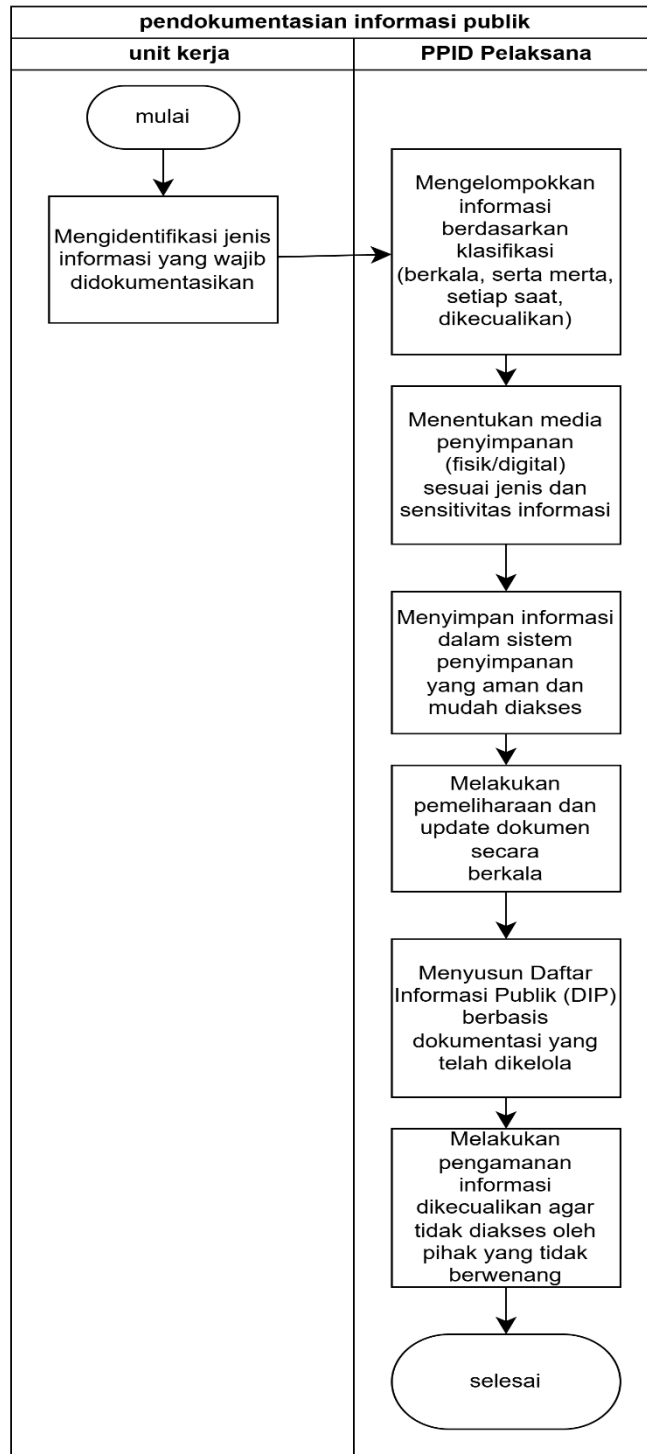 pendokumentasian informasi publik
unit kerja
PPID Pelaksana
mulai
Mengidentifikasi jenis
informasi yang wajib
didokumentasikan
Mengelompokkan
informasi
berdasarkan
klasifikasi
(berkala, serta merta,
setiap saat,
dikecualikan)
Menentukan media
penyimpanan
(fisik/digital)
sesuai jenis dan
sensitivitas informasi
Menyimpan informasi
dalam sistem
penyimpanan
yang aman dan
mudah diakses
Melakukan
pemeliharaan dan
update dokumen
secara
berkala
Menyusun Daftar
Informasi Publik (DIP)
berbasis
dokumentasi yang
telah dikelola
Melakukan
pengamanan
informasi
dikecualikan agar
tidak diakses oleh
pihak yang tidak
berwenang
selesai